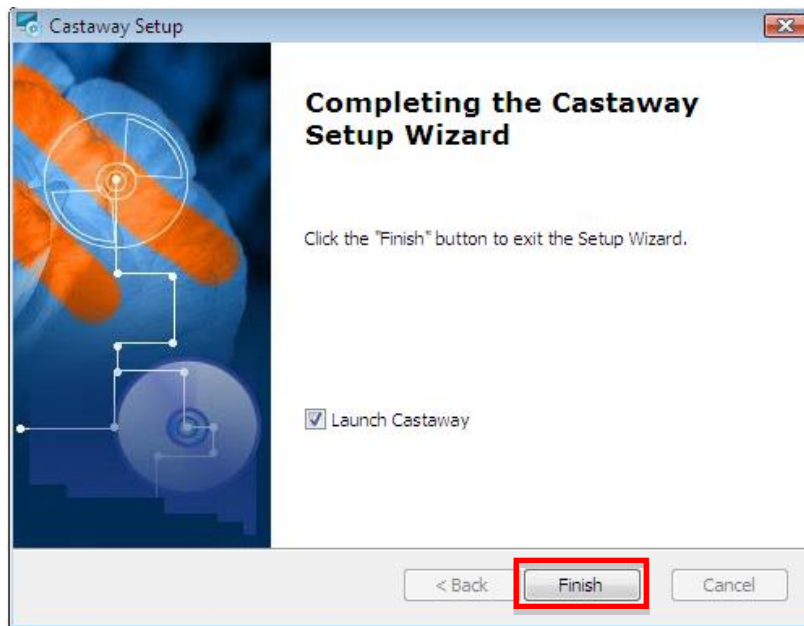 Castaway Setup
Completing the Castaway
Setup Wizard
Click the "Finish" button to exit the Setup Wizard.
Launch Castaway
< Back
Finish
Cancel